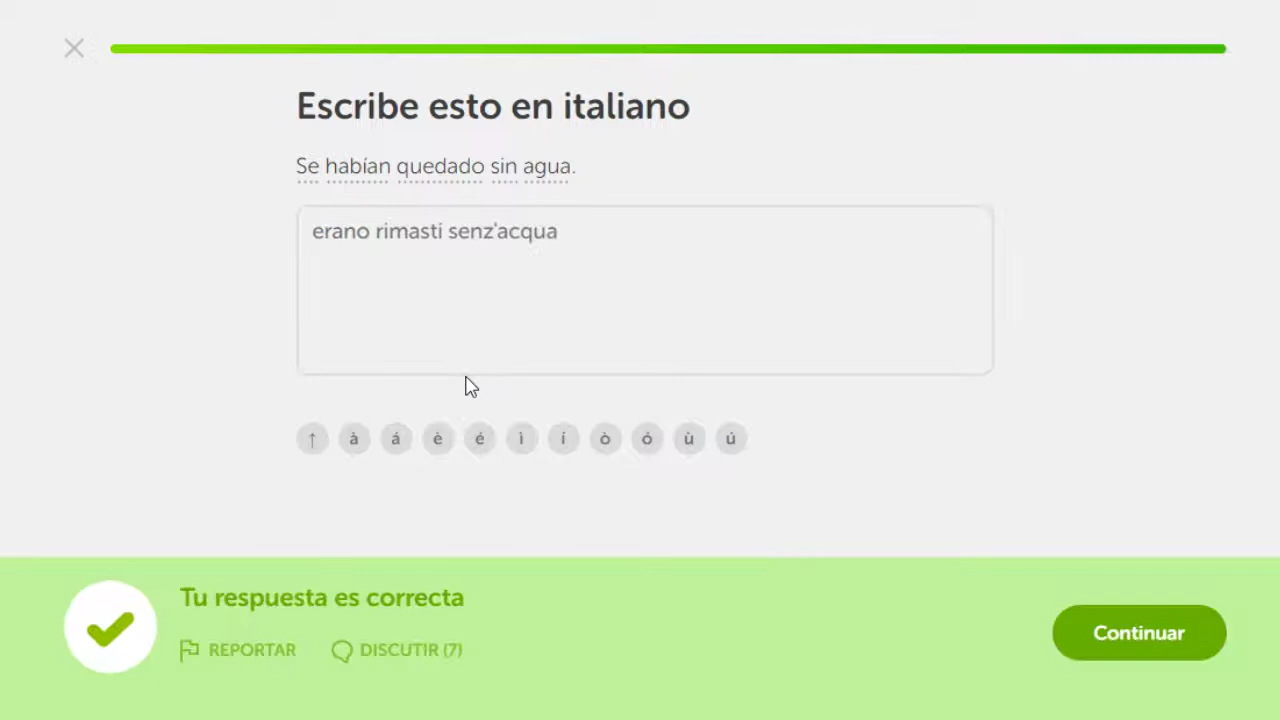 Escribe esto en italiano
Se habían quedado sin agua.
erano rimasti senz'acqua
↑ à á è é ì í ò ó ù ú
Tu respuesta es correcta
REPORTAR DISCUTIR (7)
Continuar